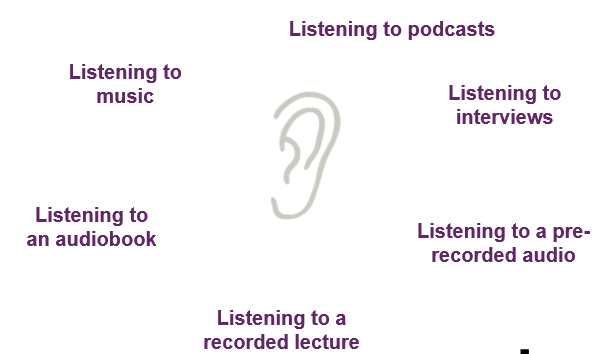 Listening to podcasts
Listening to
music
Listening to
interviews
Listening to
an audiobook
Listening to a pre-
recorded audio
Listening to a
recorded lecture